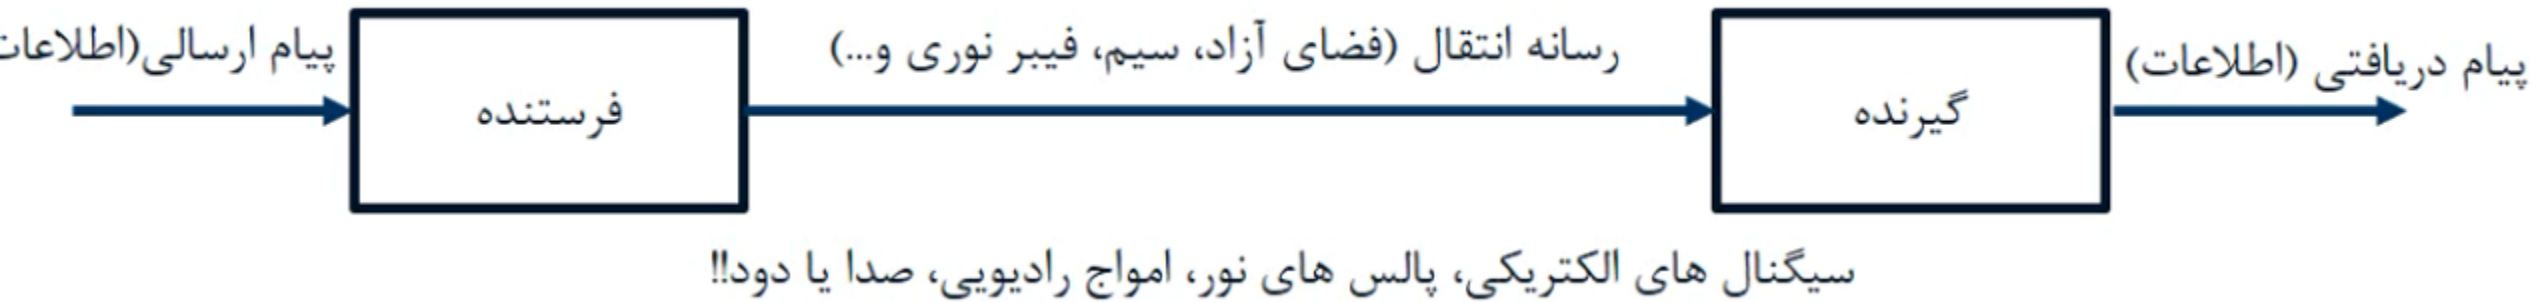 پیام ارسالی(اطلاعات
فرستنده
رسانه انتقال (فضای آزاد، سیم، فیبر نوری و...)
گیرنده
پیام دریافتی (اطلاعات)
سیگنال های الکتریکی، پالس های نور، امواج رادیویی، صدا یا دود!!